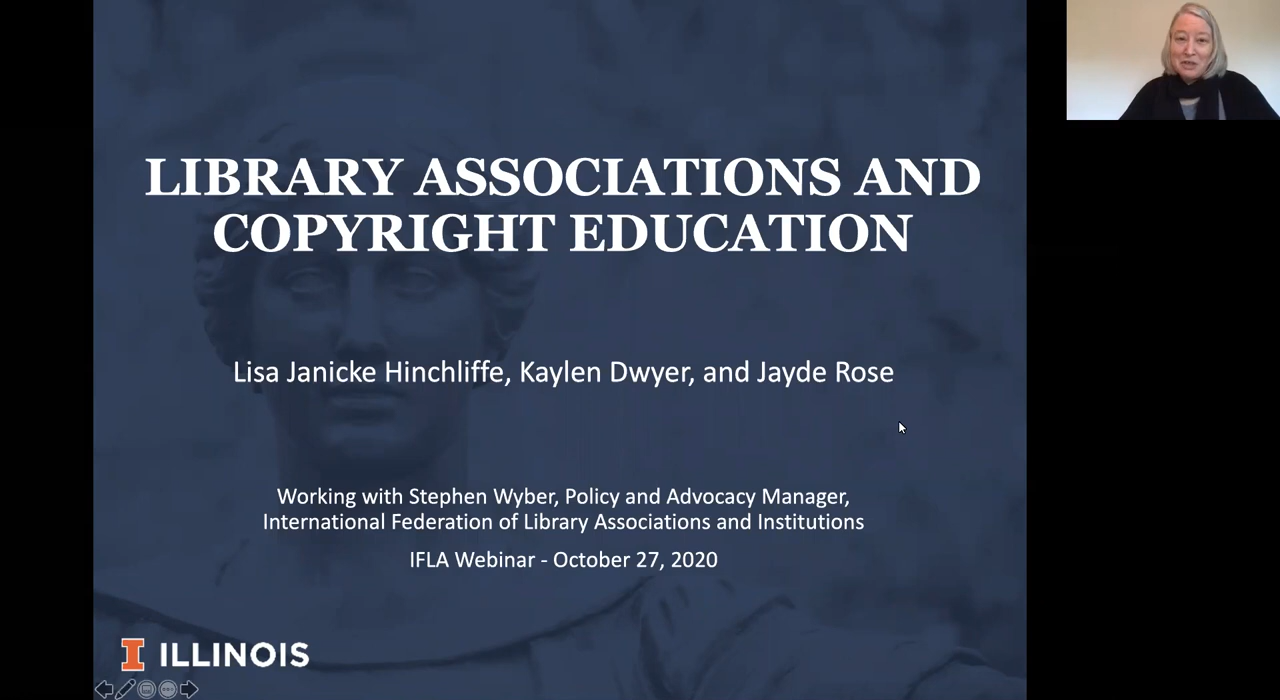 LIBRARY ASSOCIATIONS AND
COPYRIGHT EDUCATION
Lisa Janicke Hinchliffe, Kaylen Dwyer, and Jayde Rose
Working with Stephen Wyber, Policy and Advocacy Manager,
International Federation of Library Associations and Institutions
IFLA Webinar - October 27, 2020
I ILLINOIS